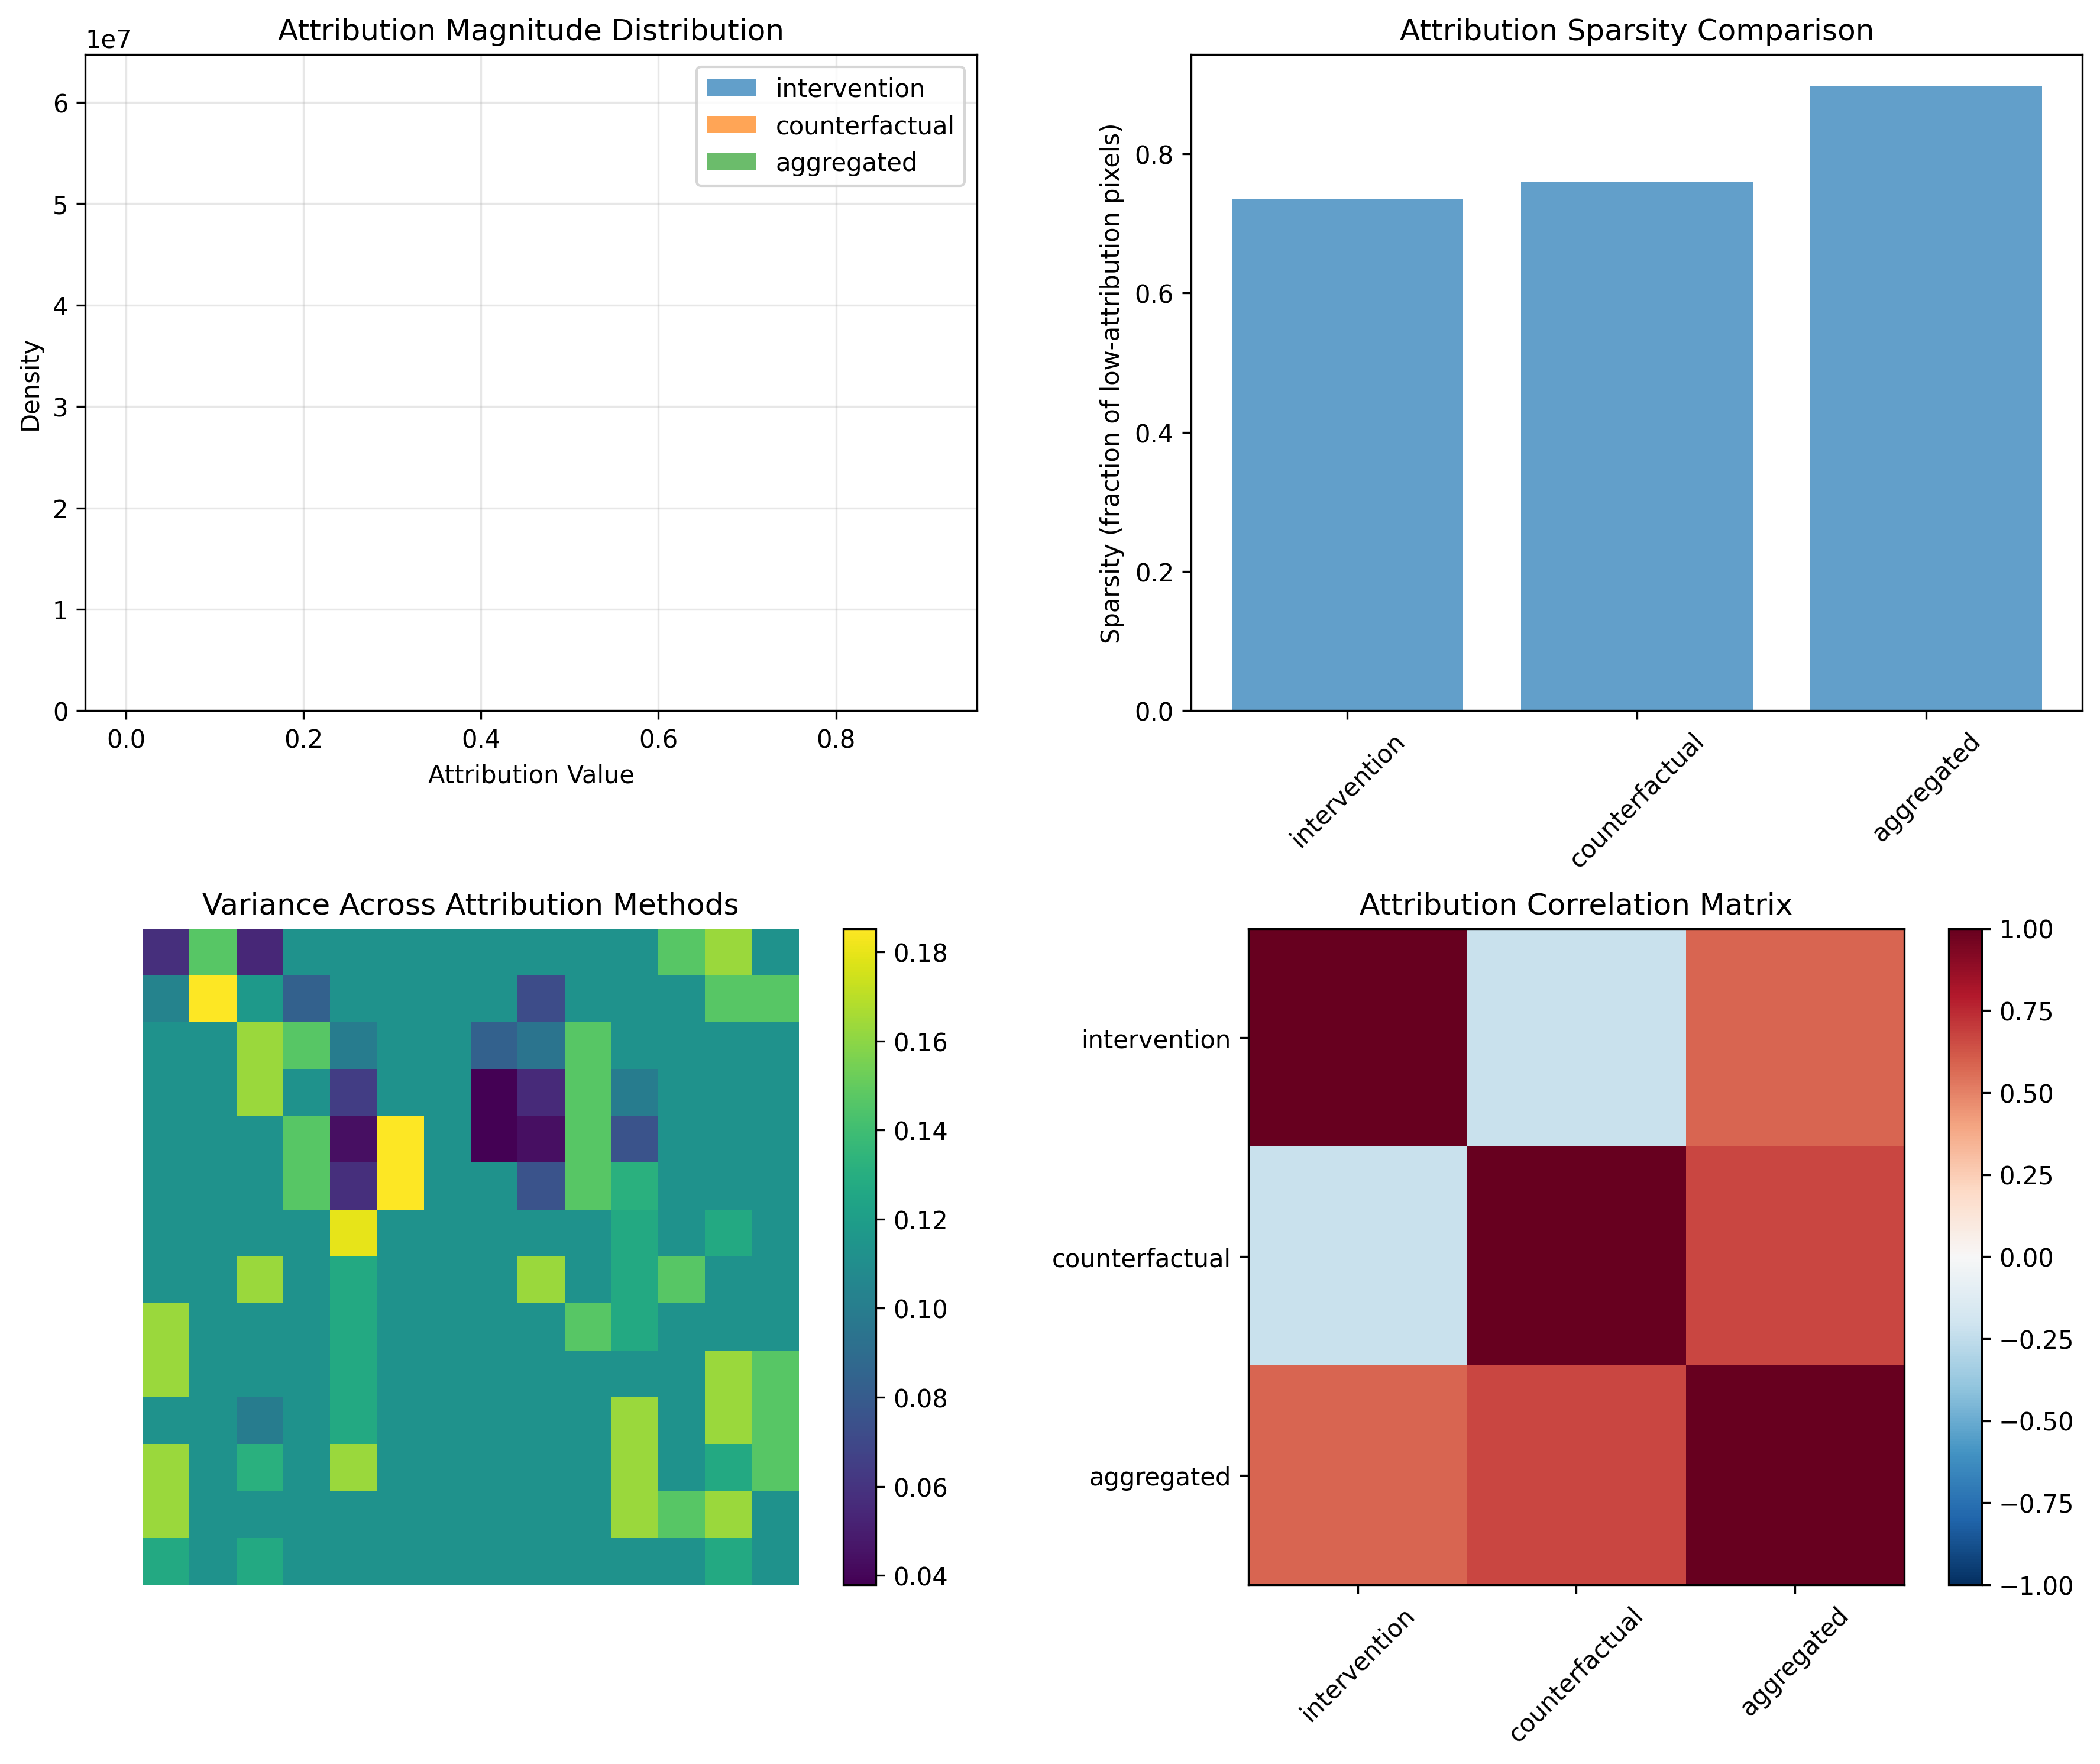 Attribution Magnitude Distribution
1e7
6
5
4
3
2
1
0
Density
0.0 0.2 0.4 0.6 0.8
Attribution Value
intervention
counterfactual
aggregated
Attribution Sparsity Comparison
0.8
0.6
0.4
0.2
0.0
Sparsity (fraction of low-attribution pixels)
intervention
counterfactual
aggregated
Variance Across Attribution Methods
0.18
0.16
0.14
0.12
0.10
0.08
0.06
0.04
Attribution Correlation Matrix
intervention
counterfactual
aggregated
intervention
counterfactual
aggregated
1.00
0.75
0.50
0.25
0.00
−0.25
−0.50
−0.75
−1.00